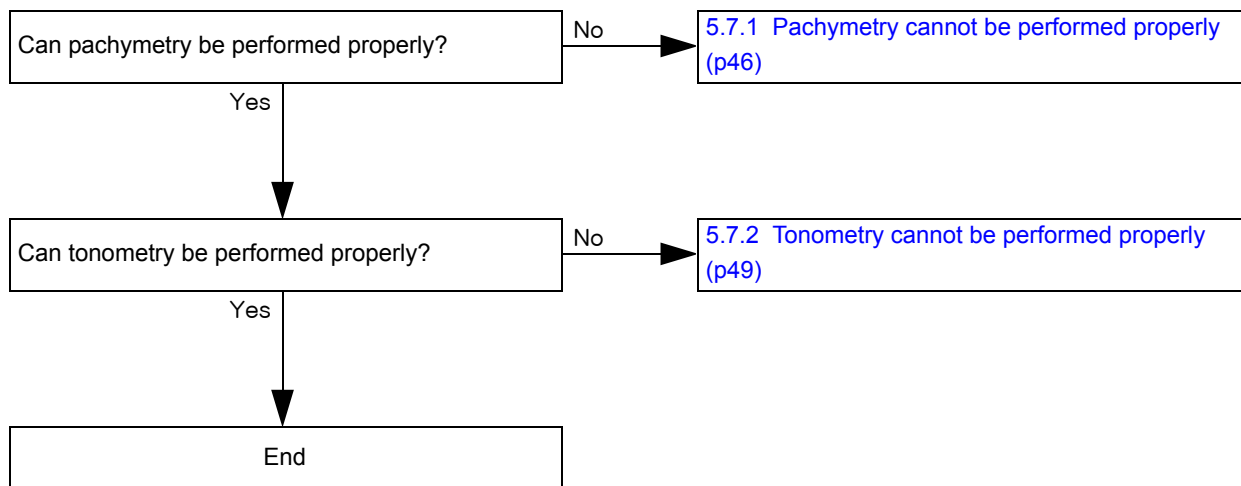 Can pachymetry be performed properly?
No
5.7.1 Pachymetry cannot be performed properly
(p46)
Yes
Can tonometry be performed properly?
No
5.7.2 Tonometry cannot be performed properly
(p49)
Yes
End